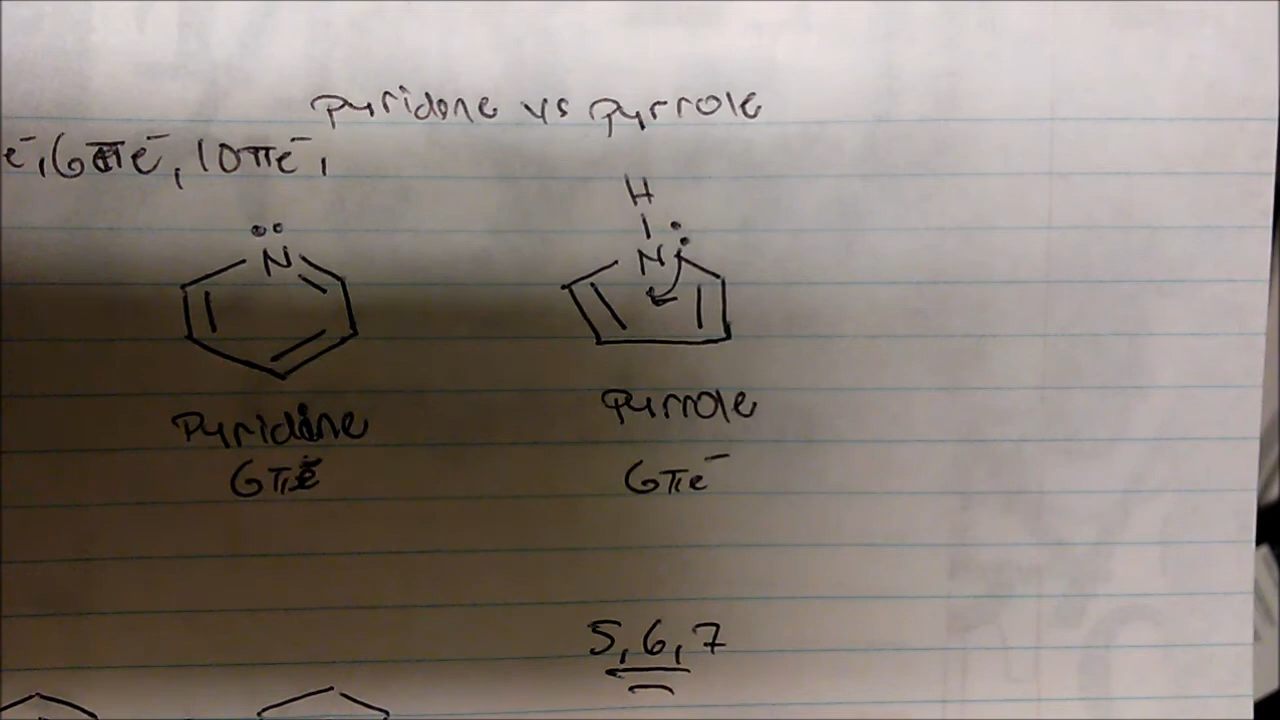 pyridine vs pyrrole
e⁻, 6πe⁻, 10πe⁻,
H
N
N
Pyridine
Pyrrole
6πe⁻
6πe⁻
5, 6, 7